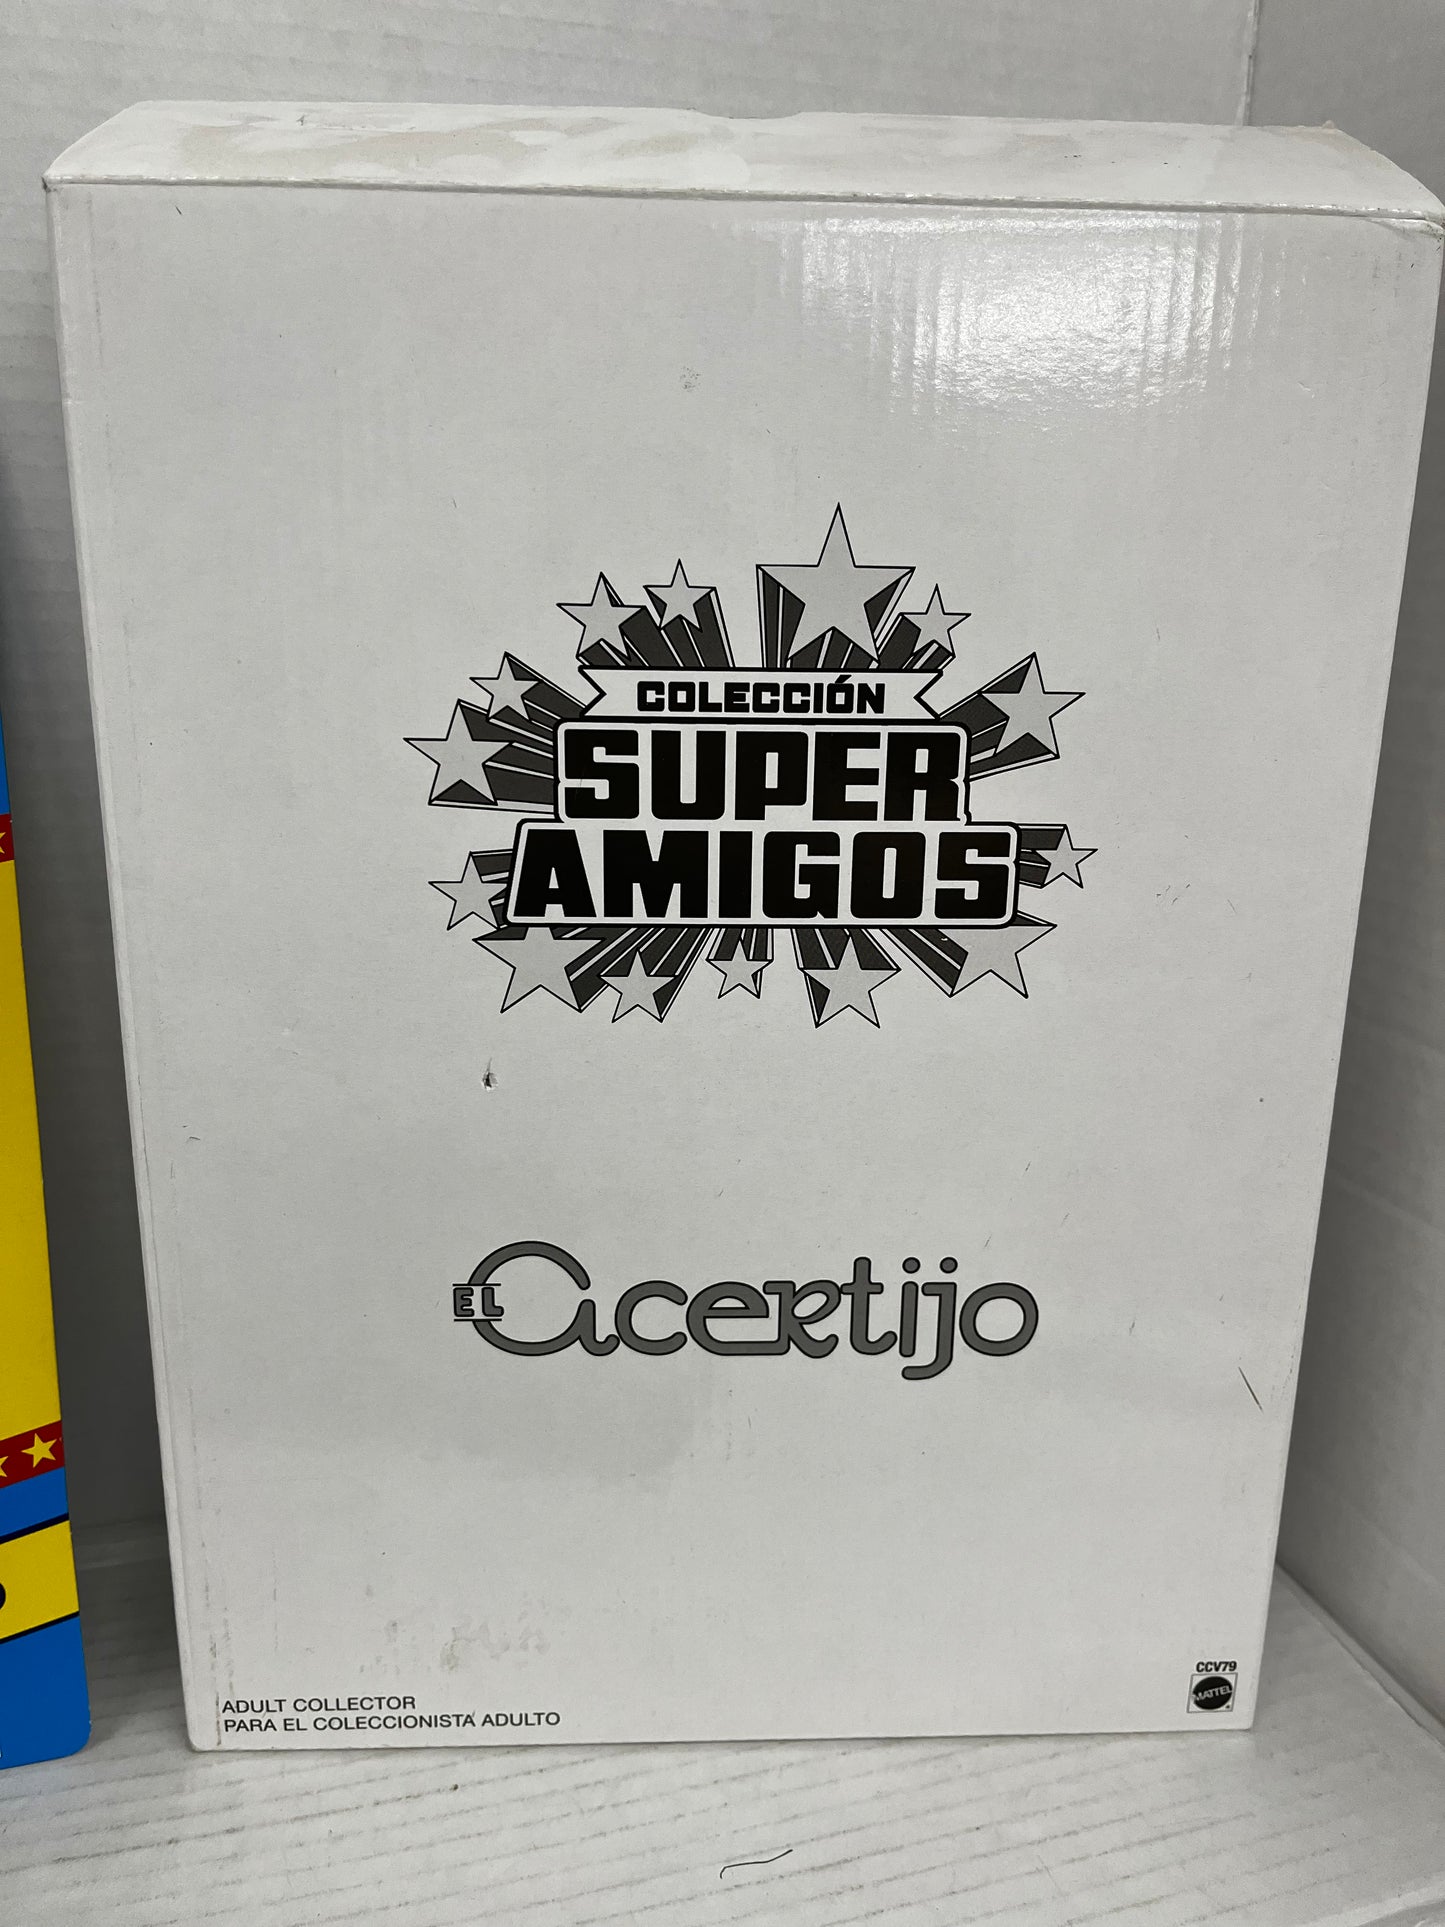 COLECCIÓN
SUPER
AMIGOS
EL Acertijo
ADULT COLLECTOR
PARA EL COLECCIONISTA ADULTO
CCV79
MATTEL